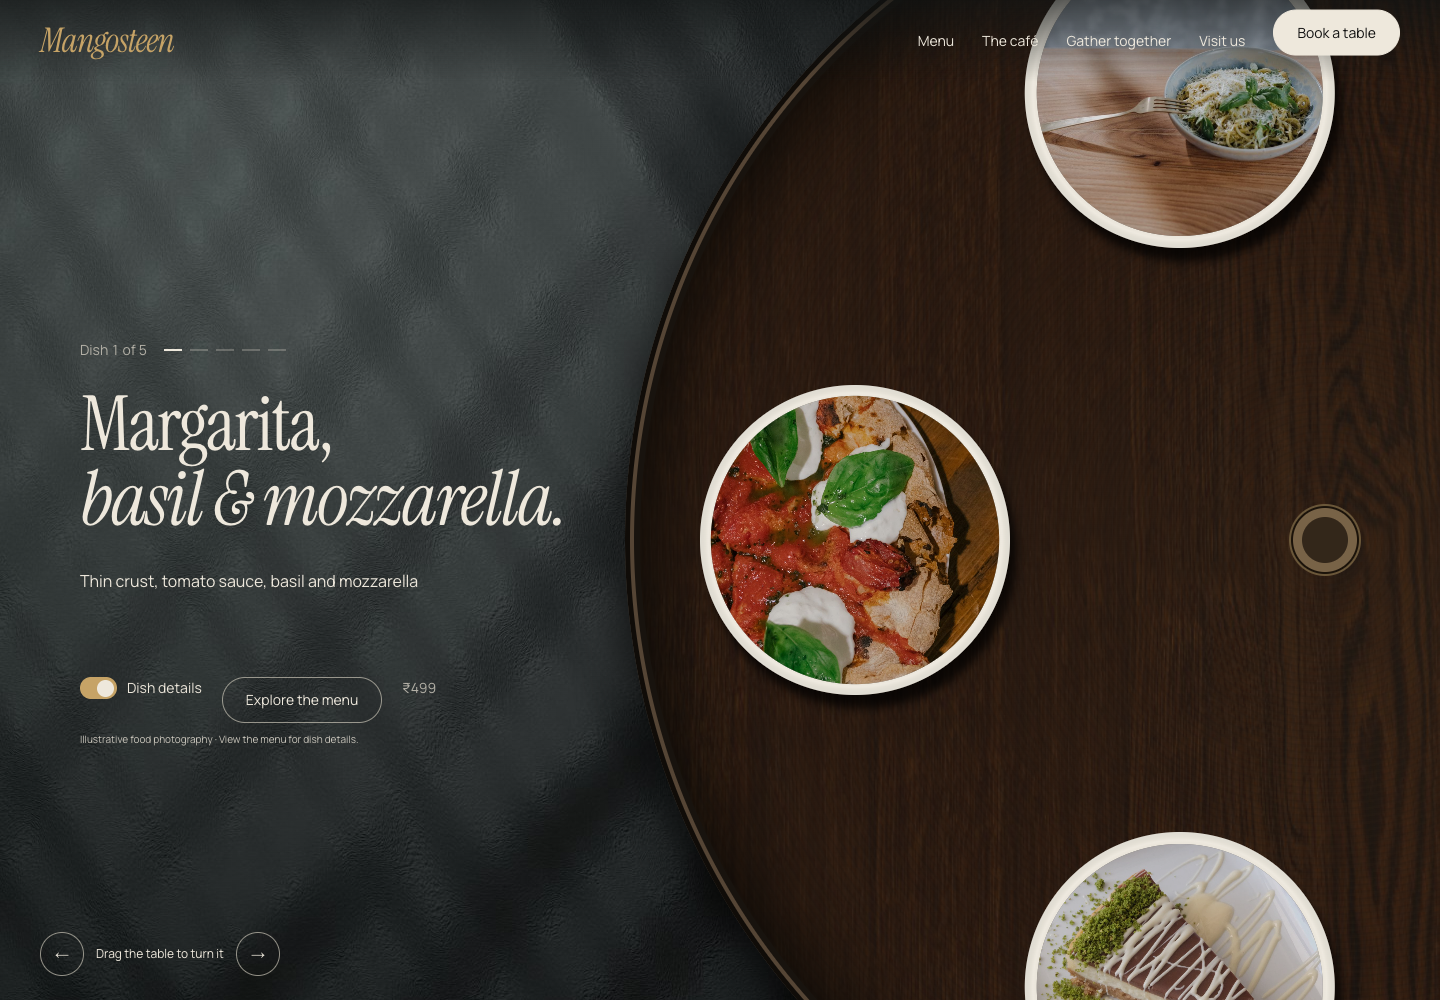 Mangosteen
Menu The café Gather together Visit us Book a table
Dish 1 of 5
Margarita,
basil & mozzarella.
Thin crust, tomato sauce, basil and mozzarella
Dish details Explore the menu ₹499
Illustrative food photography · View the menu for dish details.
← Drag the table to turn it →